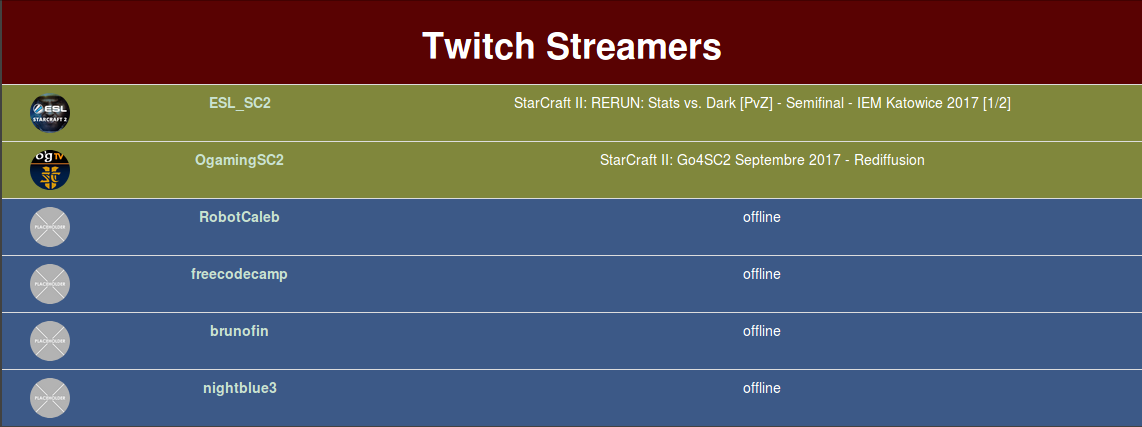 Twitch Streamers
ESL
STARCRAFT 2
ESL_SC2
StarCraft II: RERUN: Stats vs. Dark [PvZ] - Semifinal - IEM Katowice 2017 [1/2]
OgTV
OgamingSC2
StarCraft II: Go4SC2 Septembre 2017 - Rediffusion
PLACEHOLDER
RobotCaleb
offline
PLACEHOLDER
freecodecamp
offline
PLACEHOLDER
brunofin
offline
PLACEHOLDER
nightblue3
offline